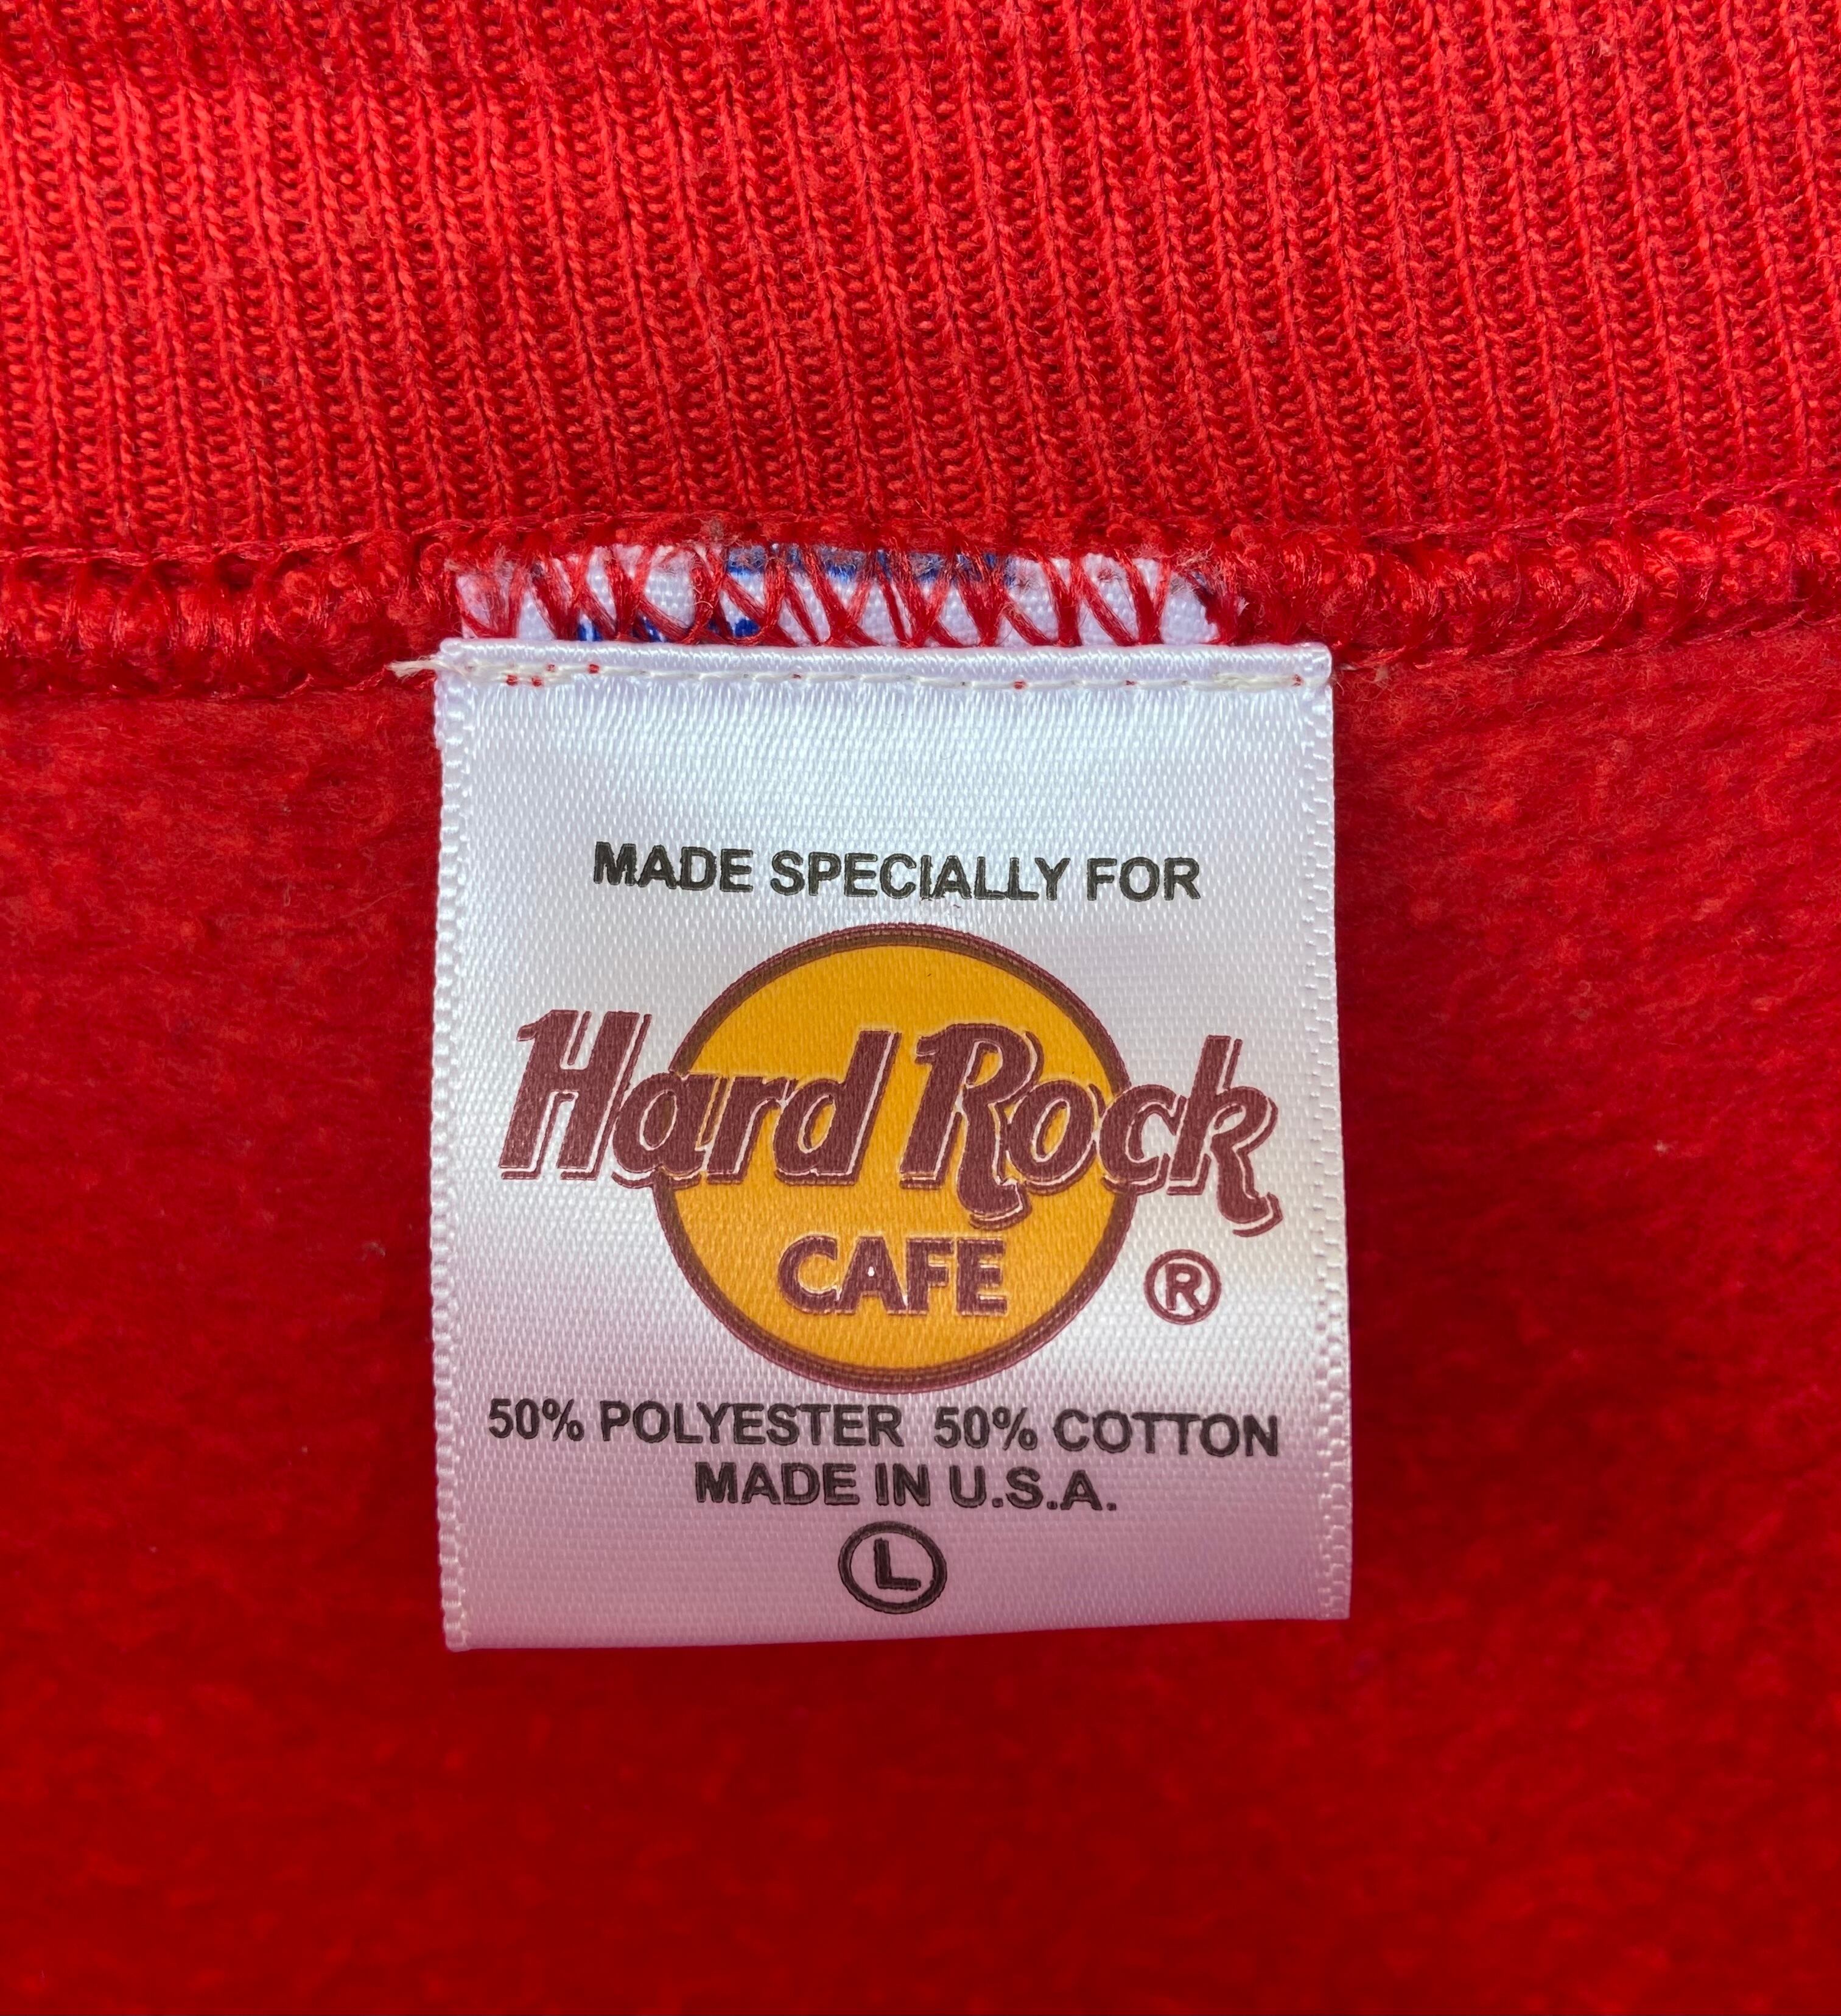 MADE SPECIALLY FOR
Hard Rock
CAFE
®
50% POLYESTER 50% COTTON
MADE IN U.S.A.
L